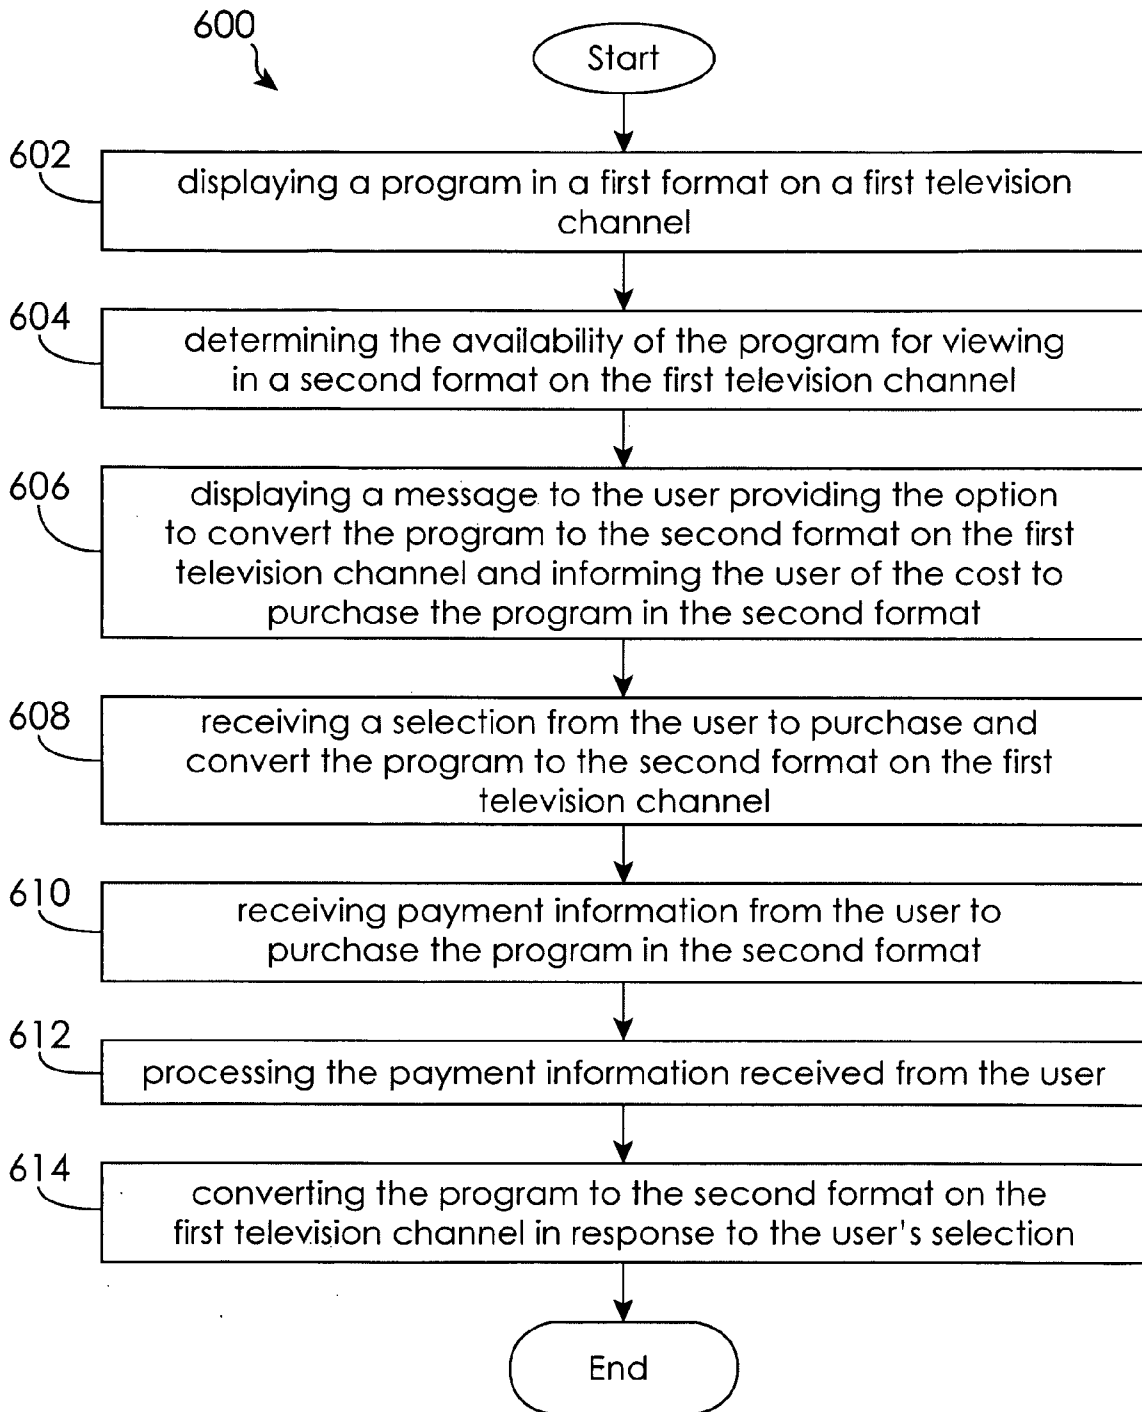 600
Start
602
displaying a program in a first format on a first television
channel
604
determining the availability of the program for viewing
in a second format on the first television channel
606
displaying a message to the user providing the option
to convert the program to the second format on the first
television channel and informing the user of the cost to
purchase the program in the second format
608
receiving a selection from the user to purchase and
convert the program to the second format on the first
television channel
610
receiving payment information from the user to
purchase the program in the second format
612
processing the payment information received from the user
614
converting the program to the second format on the
first television channel in response to the user's selection
End